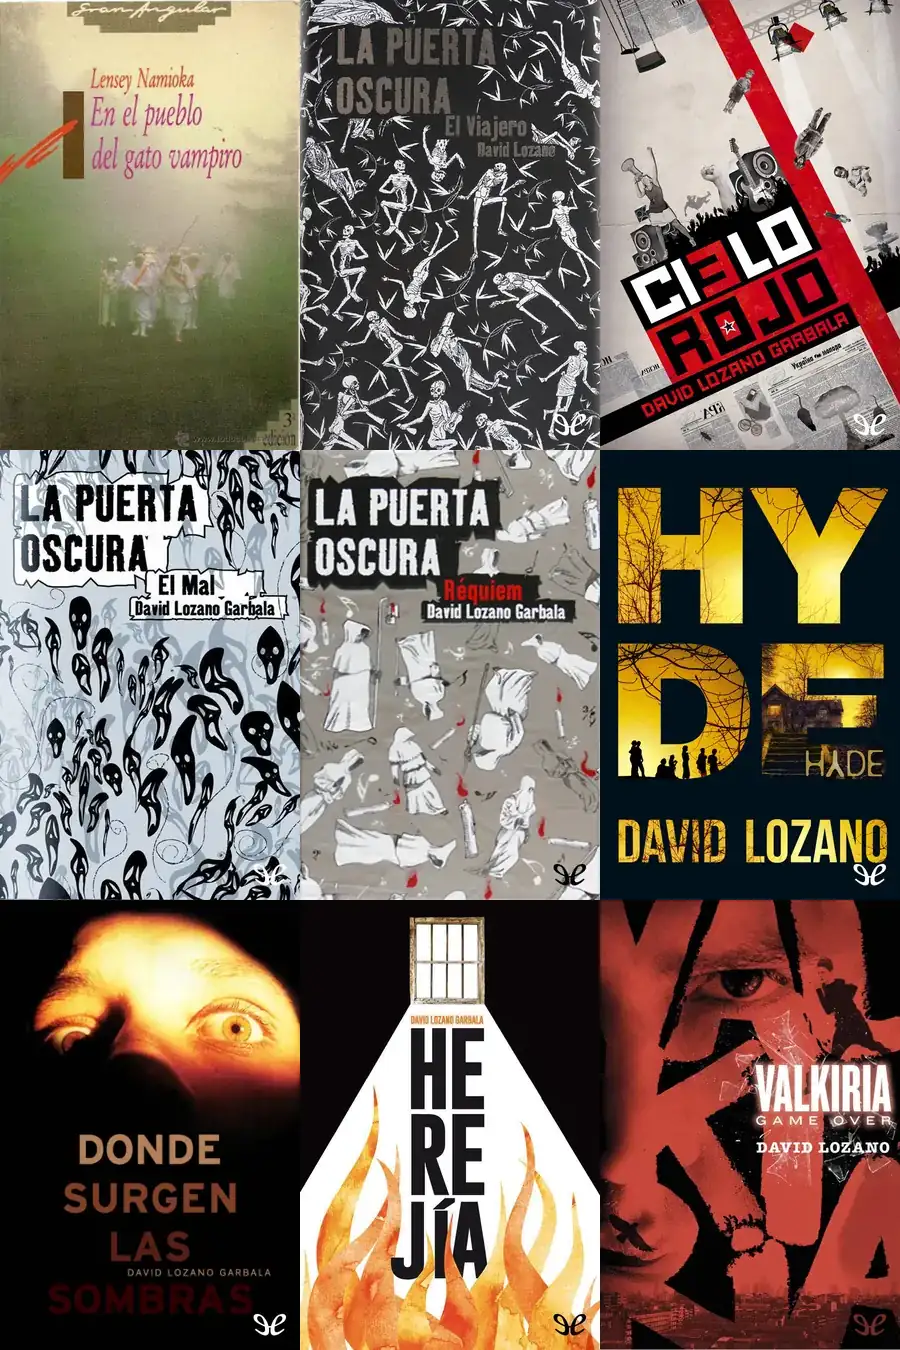 Gran Angular
Lensey Namioka
En el pueblo
del gato vampiro
3
edición
LA PUERTA
OSCURA
El Viajero
David Lozano
CI3LO
ROJO
DAVID LOZANO GARBALA
LA PUERTA
OSCURA
El Mal
David Lozano Garbala
LA PUERTA
OSCURA
Réquiem
David Lozano Garbala
HY
DE
HYDE
DAVID LOZANO
DONDE
SURGEN
LAS
DAVID LOZANO GARBALA
SOMBRAS
DAVID LOZANO GARBALA
HE
RE
JÍA
VALKIRIA
GAME OVER
DAVID LOZANO